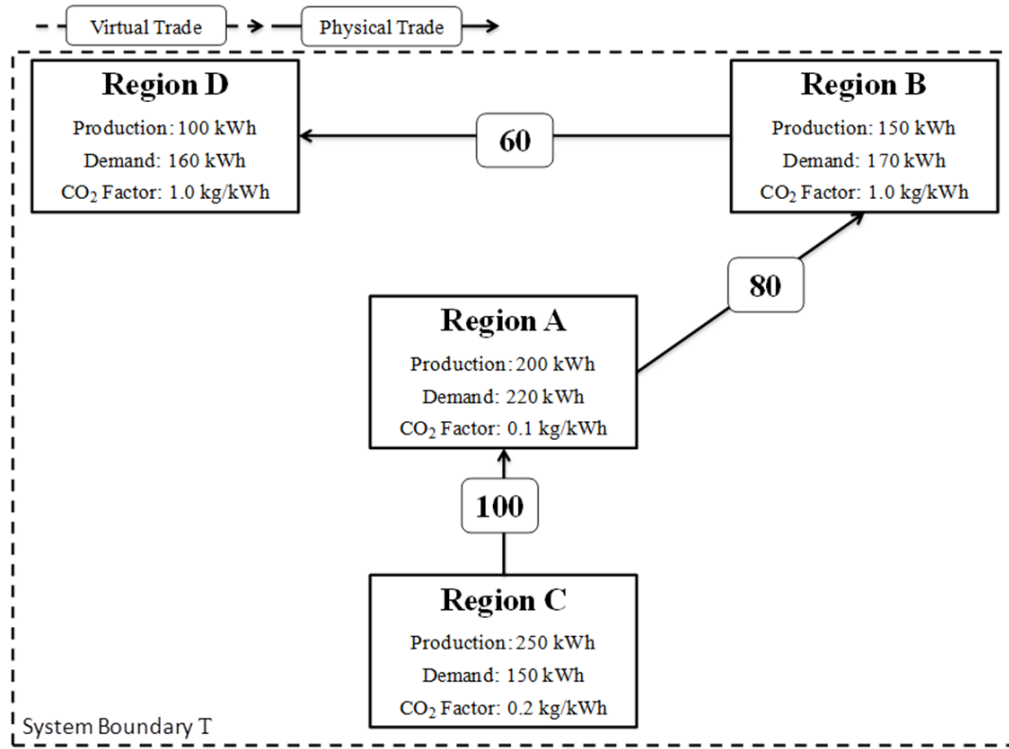 Virtual Trade
Physical Trade
Region D
Production: 100 kWh
Demand: 160 kWh
CO₂ Factor: 1.0 kg/kWh
60
Region B
Production: 150 kWh
Demand: 170 kWh
CO₂ Factor: 1.0 kg/kWh
80
Region A
Production: 200 kWh
Demand: 220 kWh
CO₂ Factor: 0.1 kg/kWh
100
Region C
Production: 250 kWh
Demand: 150 kWh
CO₂ Factor: 0.2 kg/kWh
System Boundary T